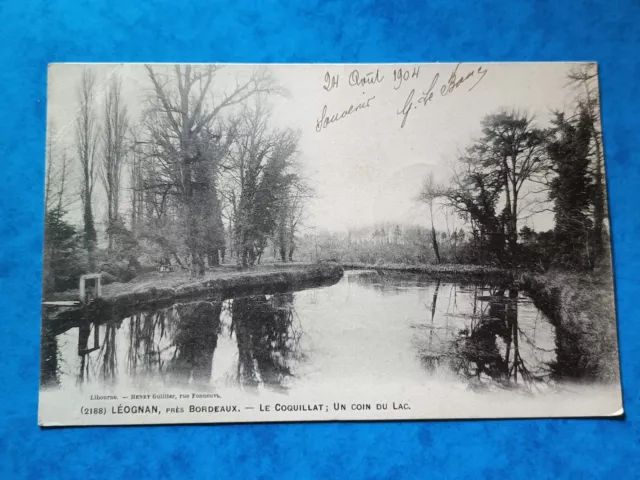 24 Août 1904
Souvenir
Libourne. — Henry Guillier, rue Fonneuve
(2188) LÉOGNAN, PRÈS BORDEAUX. — LE COQUILLAT; UN COIN DU LAC.